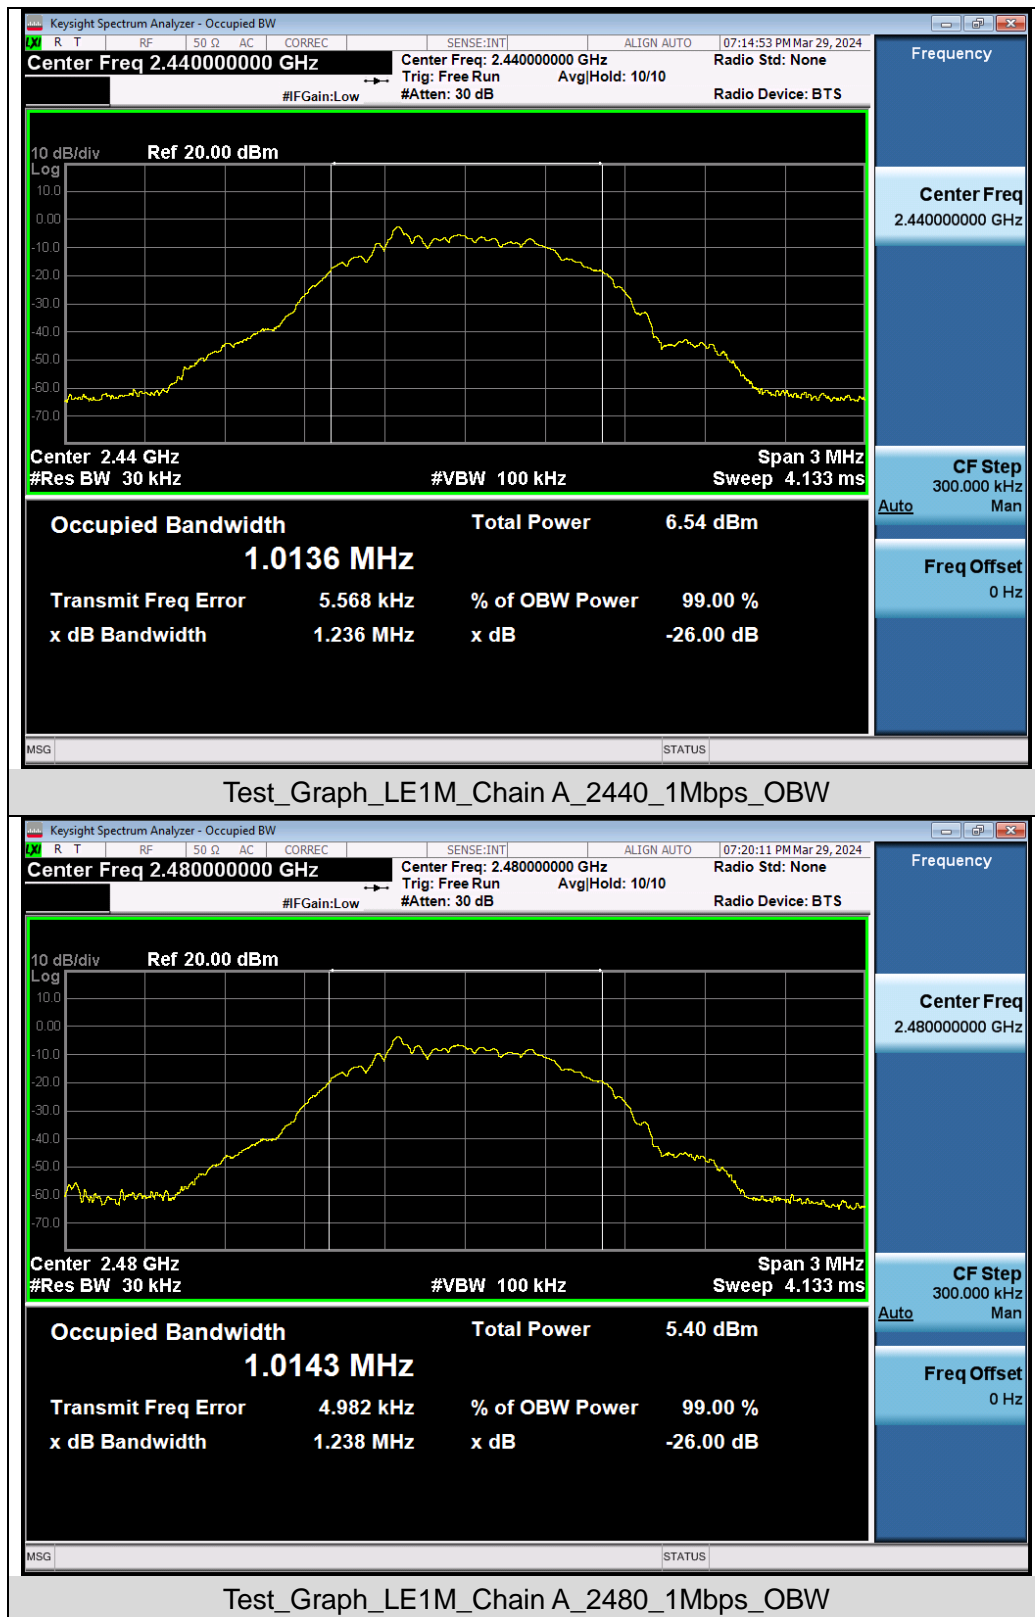 Keysight Spectrum Analyzer - Occupied BW
LXI R T RF 50 Ω AC CORREC SENSE:INT ALIGN AUTO 07:14:53 PM Mar 29, 2024
Center Freq 2.440000000 GHz
Center Freq: 2.440000000 GHz
Radio Std: None
Trig: Free Run Avg|Hold: 10/10
#IFGain:Low
#Atten: 30 dB
Radio Device: BTS
10 dB/div Ref 20.00 dBm
Log
10.0
0.00
-10.0
-20.0
-30.0
-40.0
-50.0
-60.0
-70.0
Center 2.44 GHz Span 3 MHz
#Res BW 30 kHz #VBW 100 kHz Sweep 4.133 ms
Occupied Bandwidth Total Power 6.54 dBm
1.0136 MHz
Transmit Freq Error 5.568 kHz % of OBW Power 99.00 %
x dB Bandwidth 1.236 MHz x dB -26.00 dB
MSG STATUS
Frequency
Center Freq
2.440000000 GHz
CF Step
300.000 kHz
Auto Man
Freq Offset
0 Hz
Test_Graph_LE1M_Chain A_2440_1Mbps_OBW
Keysight Spectrum Analyzer - Occupied BW
LXI R T RF 50 Ω AC CORREC SENSE:INT ALIGN AUTO 07:20:11 PM Mar 29, 2024
Center Freq 2.480000000 GHz
Center Freq: 2.480000000 GHz
Radio Std: None
Trig: Free Run Avg|Hold: 10/10
#IFGain:Low
#Atten: 30 dB
Radio Device: BTS
10 dB/div Ref 20.00 dBm
Log
10.0
0.00
-10.0
-20.0
-30.0
-40.0
-50.0
-60.0
-70.0
Center 2.48 GHz Span 3 MHz
#Res BW 30 kHz #VBW 100 kHz Sweep 4.133 ms
Occupied Bandwidth Total Power 5.40 dBm
1.0143 MHz
Transmit Freq Error 4.982 kHz % of OBW Power 99.00 %
x dB Bandwidth 1.238 MHz x dB -26.00 dB
MSG STATUS
Frequency
Center Freq
2.480000000 GHz
CF Step
300.000 kHz
Auto Man
Freq Offset
0 Hz
Test_Graph_LE1M_Chain A_2480_1Mbps_OBW